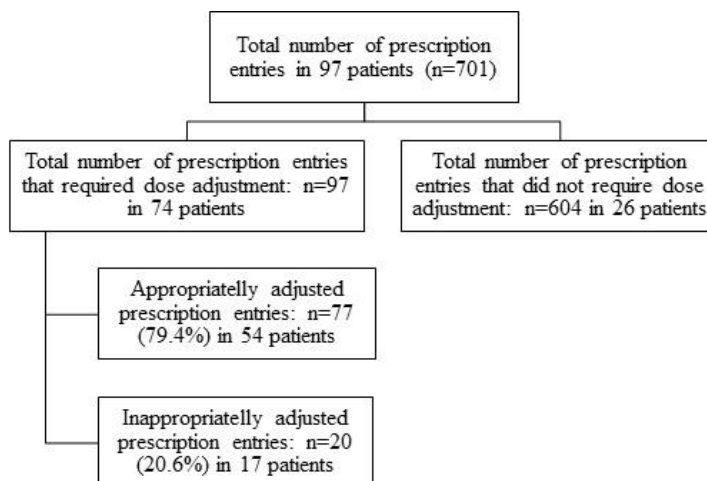 Total number of prescription
entries in 97 patients (n=701)
Total number of prescription entries
that required dose adjustment: n=97
in 74 patients
Total number of prescription
entries that did not require dose
adjustment: n=604 in 26 patients
Appropriatelly adjusted
prescription entries: n=77
(79.4%) in 54 patients
Inappropriatelly adjusted
prescription entries: n=20
(20.6%) in 17 patients